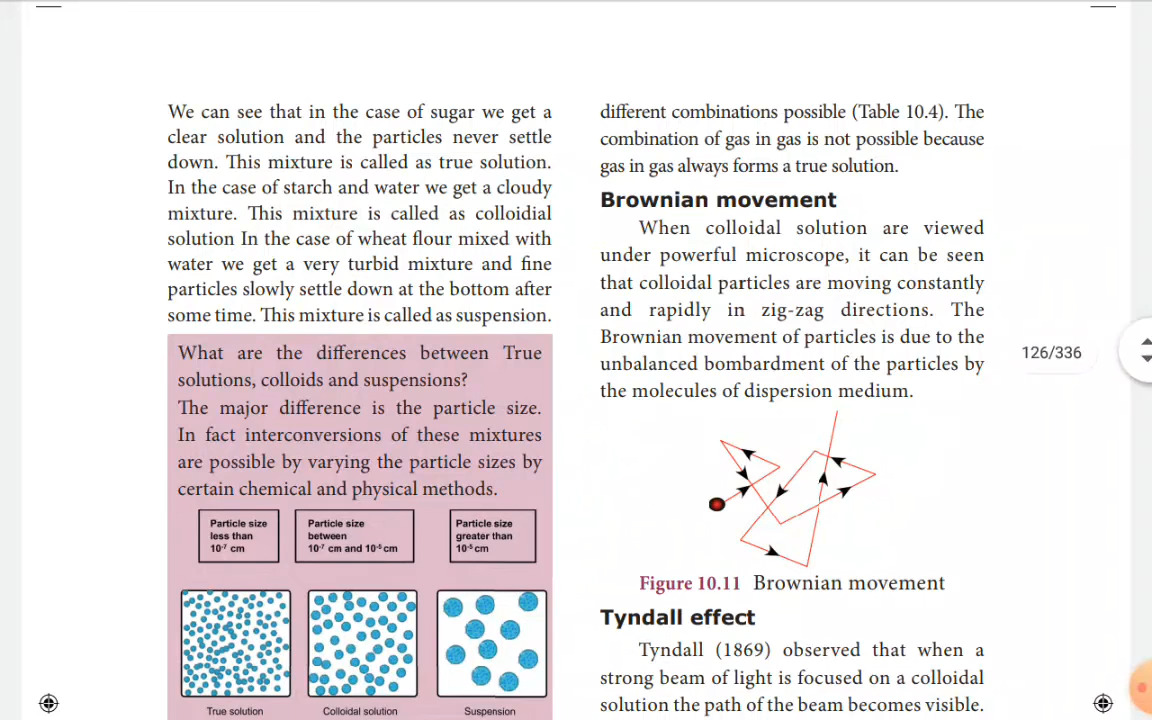 We can see that in the case of sugar we get a
clear solution and the particles never settle
down. This mixture is called as true solution.
In the case of starch and water we get a cloudy
mixture. This mixture is called as colloidial
solution In the case of wheat flour mixed with
water we get a very turbid mixture and fine
particles slowly settle down at the bottom after
some time. This mixture is called as suspension.
What are the differences between True
solutions, colloids and suspensions?
The major difference is the particle size.
In fact interconversions of these mixtures
are possible by varying the particle sizes by
certain chemical and physical methods.
Particle size
less than
10⁻⁷ cm
Particle size
between
10⁻⁷ cm and 10⁻⁵ cm
Particle size
greater than
10⁻⁵ cm
True solution
Colloidal solution
Suspension
different combinations possible (Table 10.4). The
combination of gas in gas is not possible because
gas in gas always forms a true solution.
Brownian movement
When colloidal solution are viewed
under powerful microscope, it can be seen
that colloidal particles are moving constantly
and rapidly in zig-zag directions. The
Brownian movement of particles is due to the
unbalanced bombardment of the particles by
the molecules of dispersion medium.
Figure 10.11 Brownian movement
Tyndall effect
Tyndall (1869) observed that when a
strong beam of light is focused on a colloidal
solution the path of the beam becomes visible.
126/336